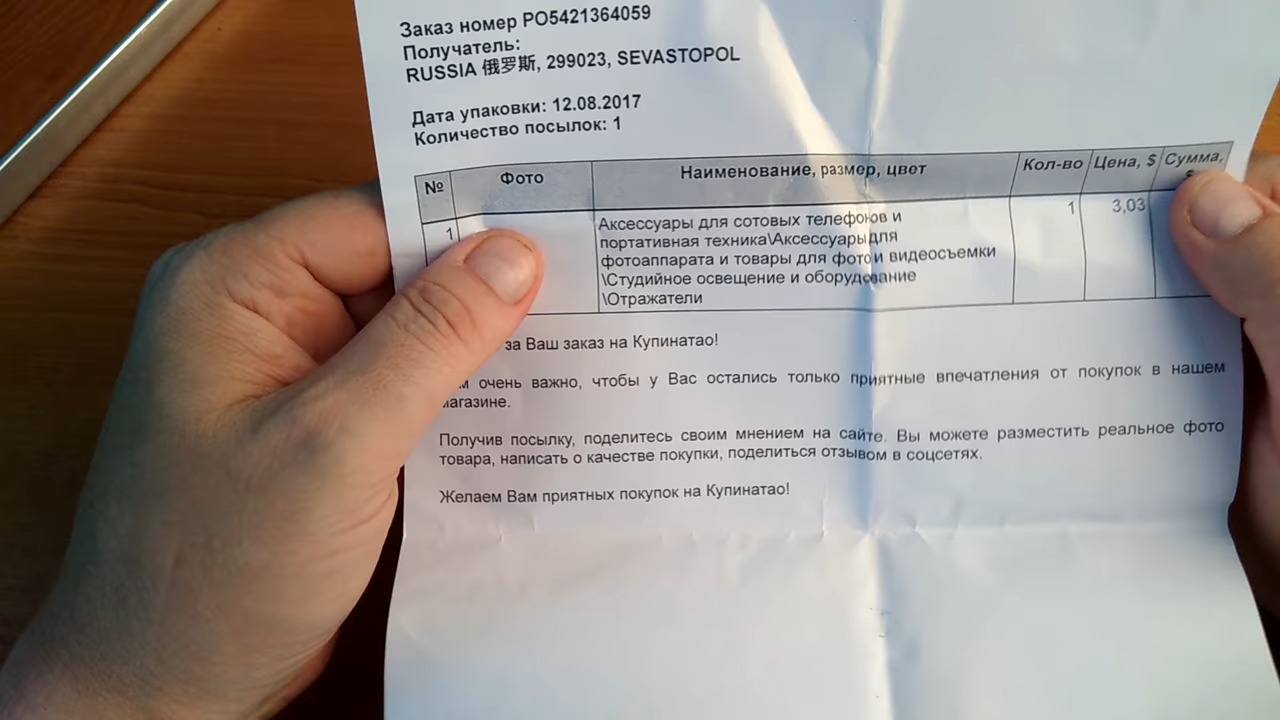 Заказ номер PO5421364059
Получатель:
RUSSIA 俄罗斯, 299023, SEVASTOPOL
Дата упаковки: 12.08.2017
Количество посылок: 1
№ Фото Наименование, размер, цвет Кол-во Цена, $ Сумма,
1 Аксессуары для сотовых телефонов и 1 3,03
портативная техника\Аксессуары для
фотоаппарата и товары для фото и видеосъемки
\Студийное освещение и оборудование
\Отражатели
за Ваш заказ на Купинатао!
очень важно, чтобы у Вас остались только приятные впечатления от покупок в нашем
магазине.
Получив посылку, поделитесь своим мнением на сайте. Вы можете разместить реальное фото
товара, написать о качестве покупки, поделиться отзывом в соцсетях.
Желаем Вам приятных покупок на Купинатао!